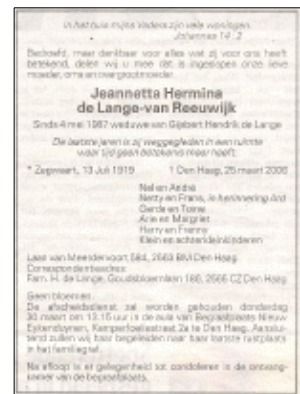 In het huis mijns Vaders zijn vele woningen.
Johannes 14 : 2
Bedroefd, maar dankbaar voor alles wat zij voor ons heeft
betekend, delen wij u mee dat is ingeslapen onze lieve
moeder, oma en overgrootmoeder
Jeannetta Hermina
de Lange-van Reeuwijk
Sinds 4 mei 1987 weduwe van Gijsbert Hendrik de Lange
De laatste jaren is zij weggegleden in een ruimte
waar tijd geen betekenis meer heeft.
* Zegwaart, 13 juli 1919 † Den Haag, 25 maart 2006
Nel en André
Netty en Frans, in herinnering
Gerda en
Arie en Margriet
Harry en
Klein- en achterkleinkinderen
Laan van Meerdervoort 584, 2563 BM Den Haag
Correspondentieadres:
Fam. H. de Lange, Goudsbloemlaan 188, 2565 CZ Den Haag
Geen bloemen.
De afscheidsdienst zal worden gehouden donderdag
30 maart om 13.15 uur in de aula van Begraafplaats Nieuw
Eykenduynen, Kamperfoeliestraat 2a te Den Haag. Aanslui-
tend zullen wij haar begeleiden naar haar laatste rustplaats
in het familiegraf.
Na afloop is er gelegenheid tot condoleren in de ontvang-
kamer van de begraafplaats.